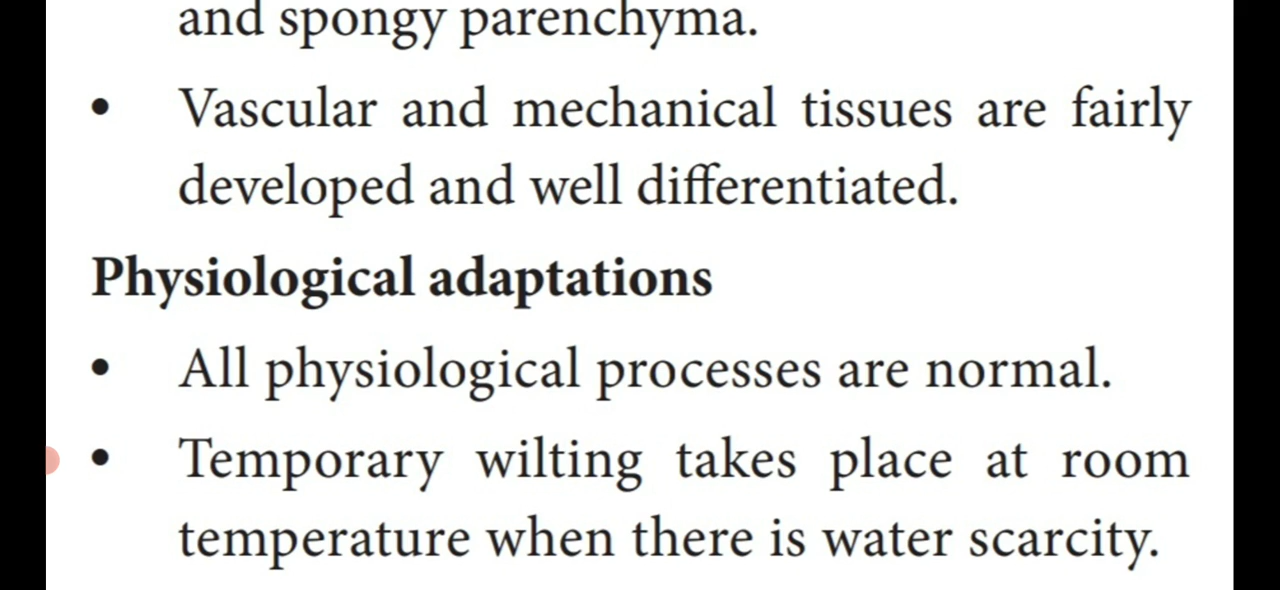 and spongy parenchyma.
• Vascular and mechanical tissues are fairly
developed and well differentiated.
Physiological adaptations
• All physiological processes are normal.
• Temporary wilting takes place at room
temperature when there is water scarcity.